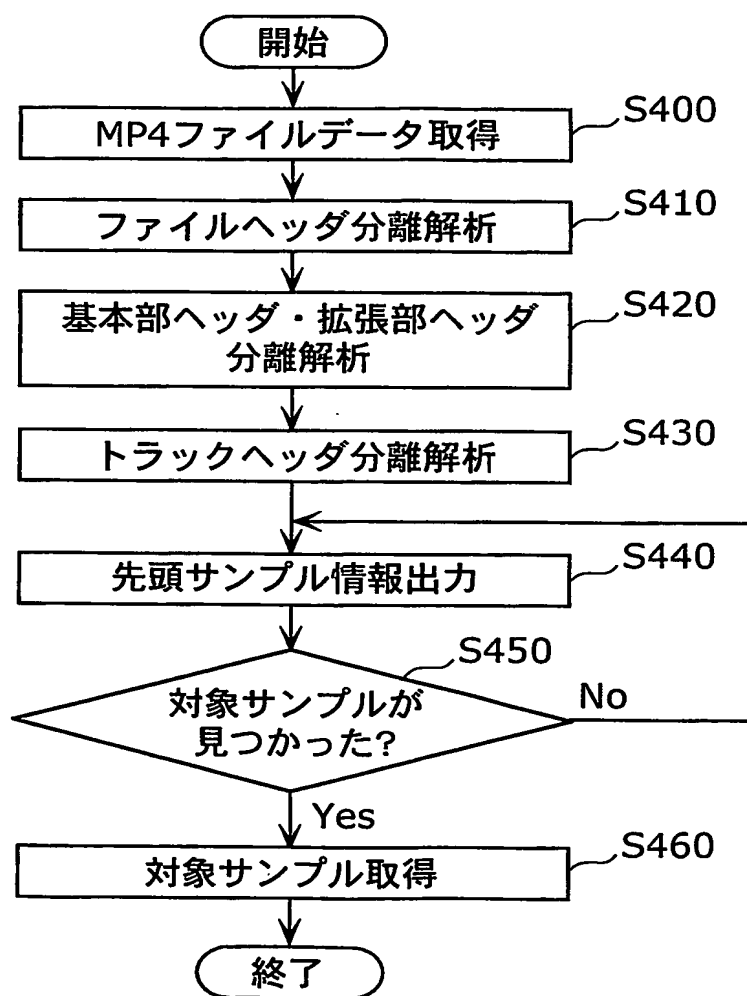 開始
MP4ファイルデータ取得
S400
ファイルヘッダ分離解析
S410
基本部ヘッダ・拡張部ヘッダ
分離解析
S420
トラックヘッダ分離解析
S430
先頭サンプル情報出力
S440
S450
対象サンプルが
見つかった?
No
Yes
対象サンプル取得
S460
終了